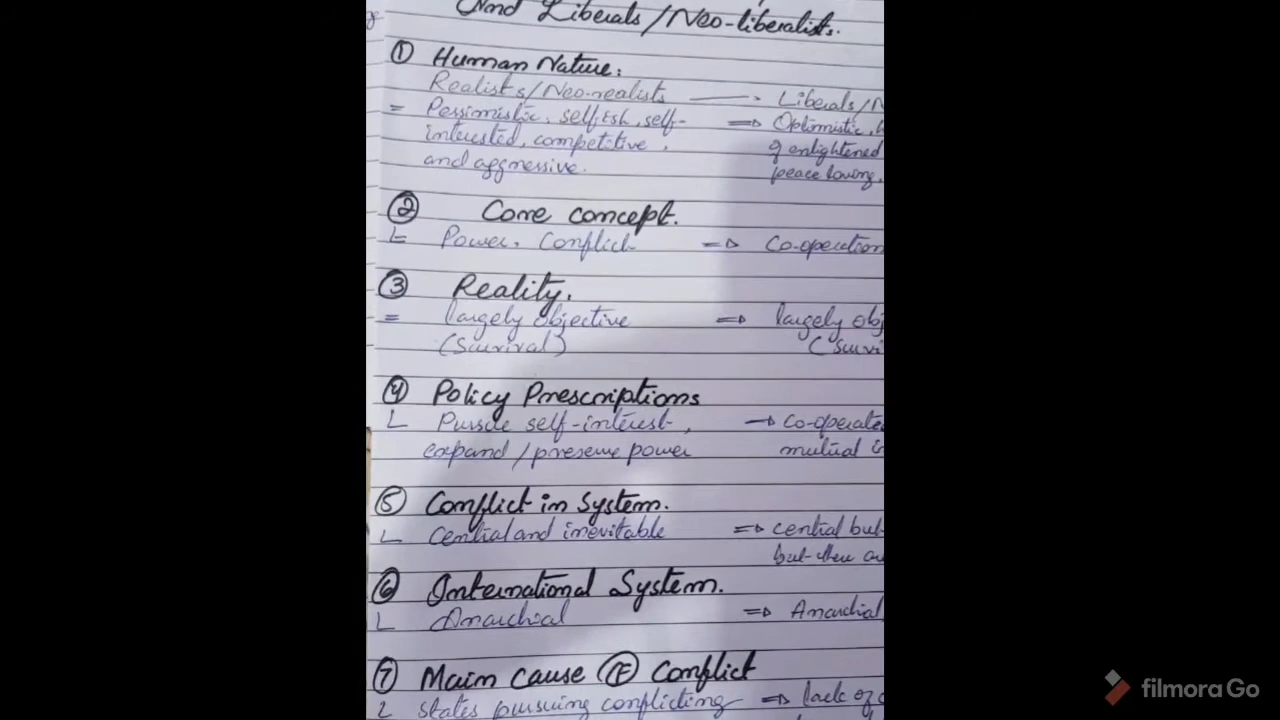 And Liberals/Neo-liberalists.
① Human Nature:
Realists/Neo-realists → Liberals/N
= Pessimistic, selfish, self- ⇒ Optimistic, h
interested, competitive, of enlightened
and aggressive. peace loving.
② Core concept.
Power, Conflict ⇒ Co-operation
③ Reality.
= largely objective ⇒ largely obj
(Survival) (survi
④ Policy Prescriptions
Pursue self-interest, → Co-operate
expand/preserve power mutual i
⑤ Conflict in System.
Central and inevitable ⇒ central but
but there a
⑥ International System.
Anarchial ⇒ Anarchial
⑦ Main cause of Conflict
States pursuing conflicting ⇒ lack of
filmora Go